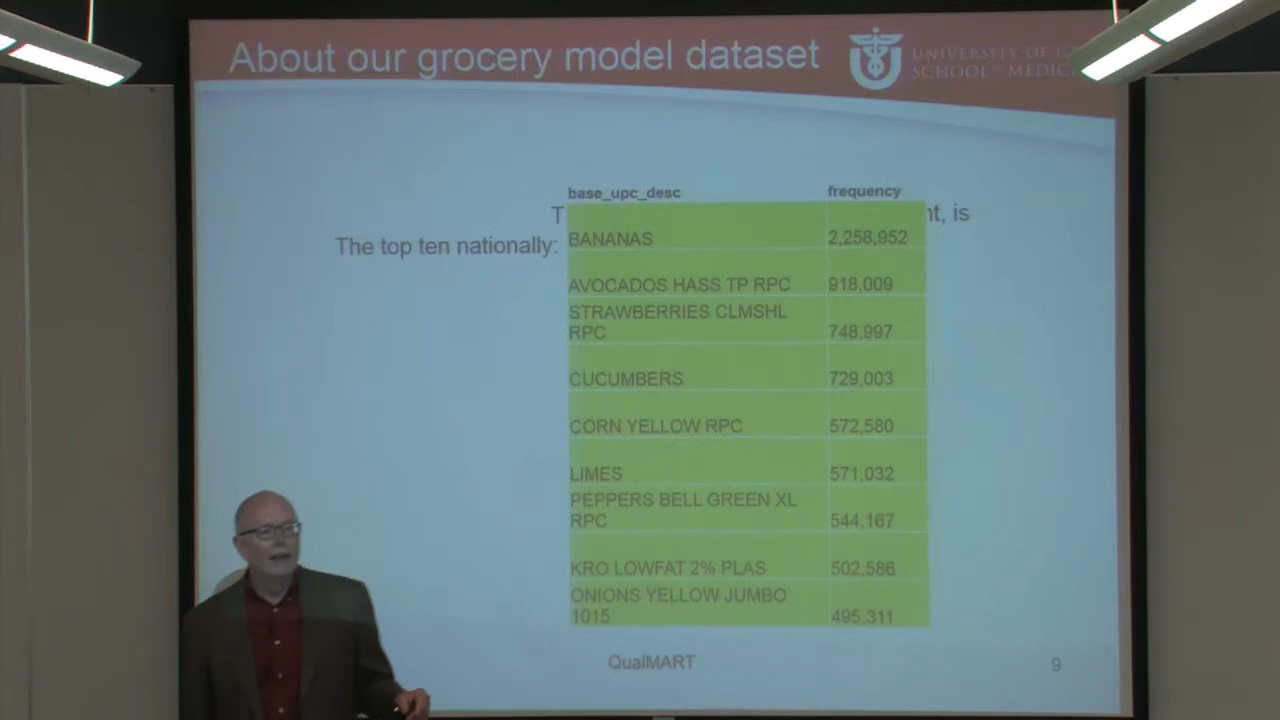 About our grocery model dataset
UNIVERSITY OF
SCHOOL OF
base_upc_desc frequency
T nt, is
The top ten nationally:
BANANAS 2,258,952
AVOCADOS HASS TP RPC 918,009
STRAWBERRIES CLMSHL
RPC 748,997
CUCUMBERS 729,003
CORN YELLOW RPC 572,580
LIMES 571,032
PEPPERS BELL GREEN XL
RPC 544,167
KRO LOWFAT 2% PLAS 502,586
ONIONS YELLOW JUMBO
1015 495,311
QualMART 9